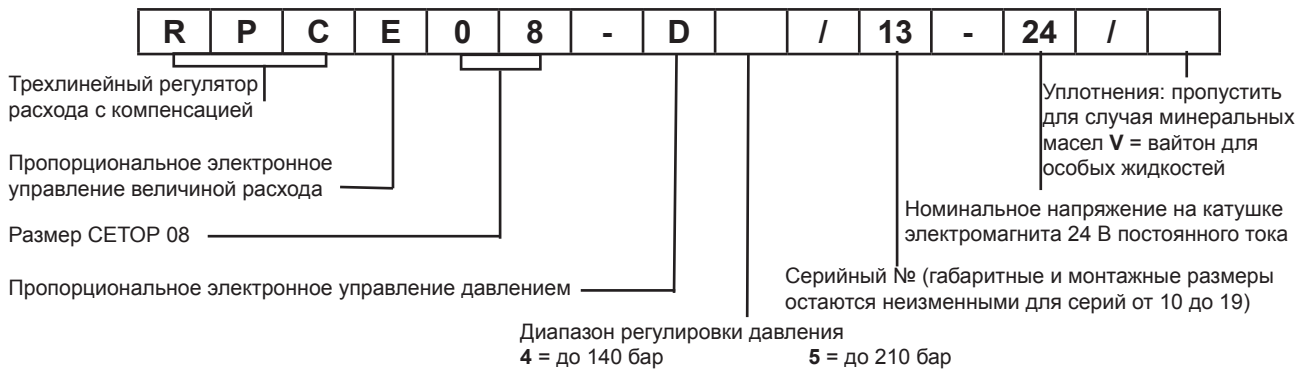 R P C E 0 8 - D / 13 - 24 /
Трехлинейный регулятор
расхода с компенсацией
Пропорциональное электронное
управление величиной расхода
Размер CETOP 08
Пропорциональное электронное управление давлением
Диапазон регулировки давления
4 = до 140 бар 5 = до 210 бар
Серийный № (габаритные и монтажные размеры
остаются неизменными для серий от 10 до 19)
Номинальное напряжение на катушке
электромагнита 24 В постоянного тока
Уплотнения: пропустить
для случая минеральных
масел V = вайтон для
особых жидкостей